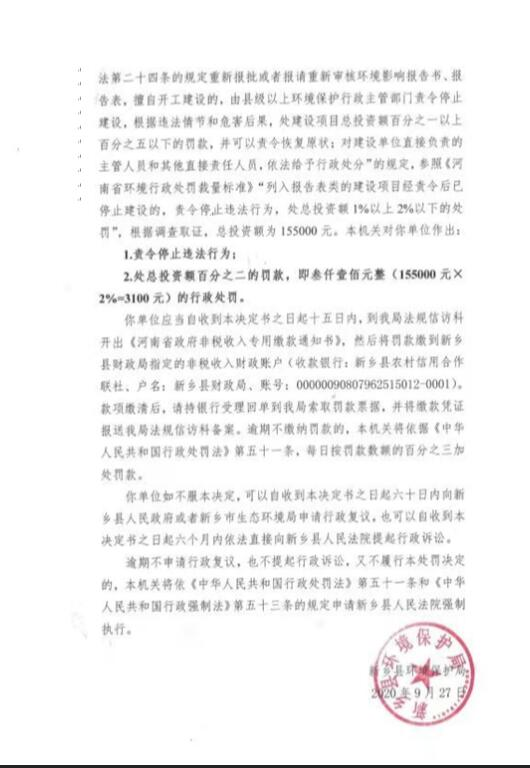 法第二十四条的规定重新报批或者报请重新审核环境影响报告书、报
告表，擅自开工建设的，由县级以上环境保护行政主管部门责令停止
建设，根据违法情节和危害后果，处建设项目总投资额百分之一以上
百分之五以下的罚款，并可以责令恢复原状；对建设单位直接负责的
主管人员和其他直接责任人员，依法给予行政处分”的规定，参照《河
南省环境行政处罚裁量标准》“列入报告表类的建设项目经责令后已
停止建设的，责令停止违法行为，处总投资额1%以上2%以下的处
罚”，根据调查取证，总投资额为155000元。本机关对你单位作出：
1.责令停止违法行为；
2.处总投资额百分之二的罚款，即叁仟壹佰元整（155000元×
2%=3100元）的行政处罚。
你单位应当自收到本决定书之日起十五日内，到我局法规信访科
开出《河南省政府非税收入专用缴款通知书》，然后将罚款缴到新乡
县财政局指定的非税收入财政账户（收款银行：新乡县农村信用合作
联社、户名：新乡县财政局、账号：00000090807962515012-0001）。
款项缴清后，请持银行受理回单到我局索取罚款票据，并将缴款凭证
报送我局法规信访科备案。逾期不缴纳罚款的，本机关将依据《中华
人民共和国行政处罚法》第五十一条，每日按罚款数额的百分之三加
处罚款。
你单位如不服本决定，可以自收到本决定书之日起六十日内向新
乡县人民政府或者新乡市生态环境局申请行政复议，也可以自收到本
决定书之日起六个月内依法直接向新乡县人民法院提起行政诉讼。
逾期不申请行政复议，也不提起行政诉讼，又不履行本处罚决定
的，本机关将依《中华人民共和国行政处罚法》第五十一条和《中华
人民共和国行政强制法》第五十三条的规定申请新乡县人民法院强制
执行。
新乡县环境保护局
2020年9月27日
新乡县环境保护局